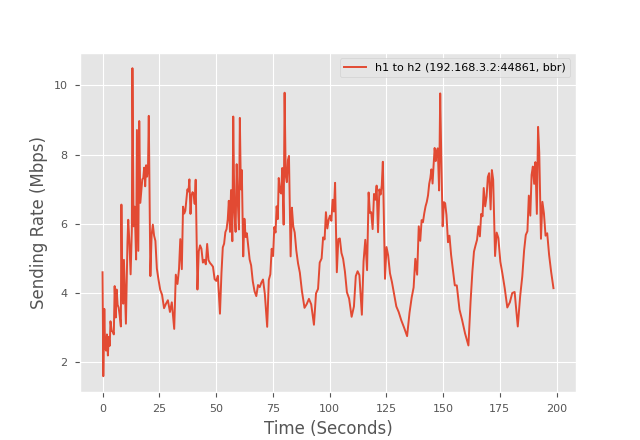 h1 to h2 (192.168.3.2:44861, bbr)
Sending Rate (Mbps)
10
8
6
4
2
0 25 50 75 100 125 150 175 200
Time (Seconds)